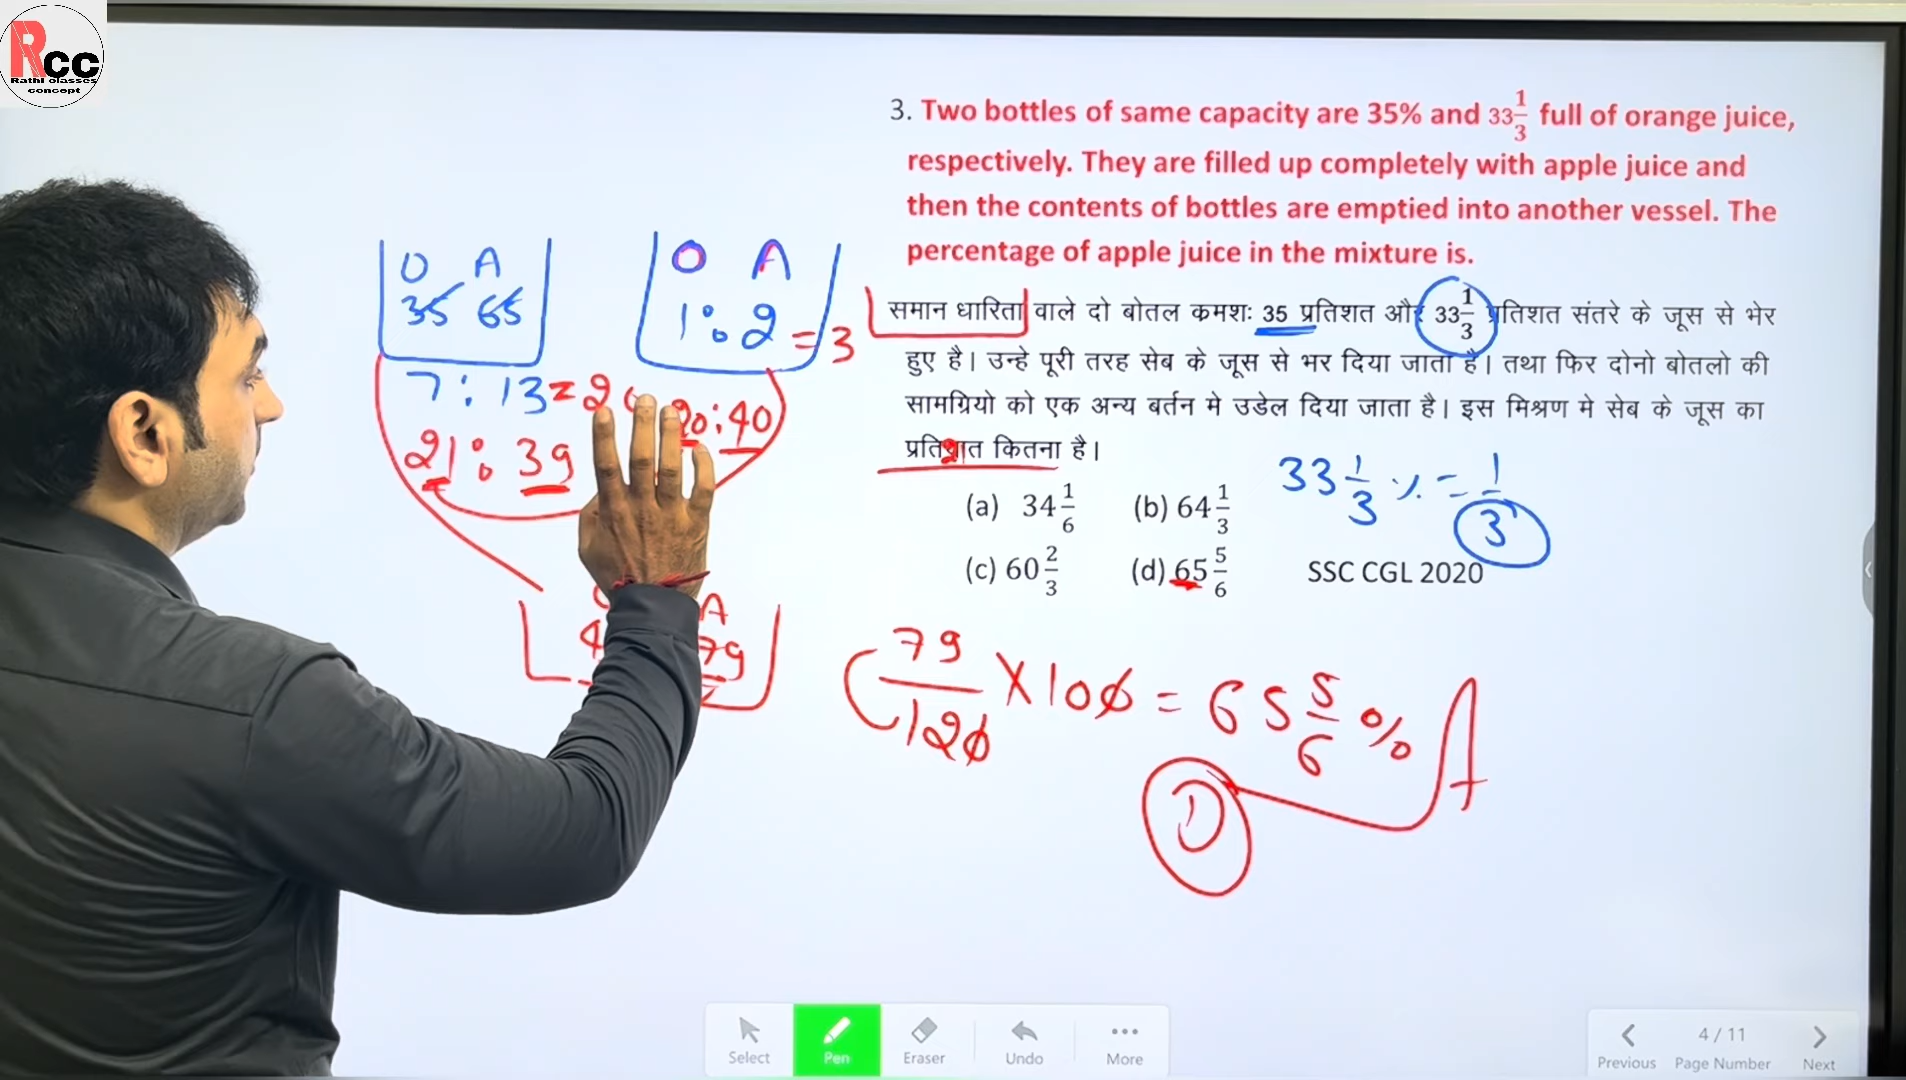 Rcc
Rathi classes
concept
3. Two bottles of same capacity are 35% and 33 1/3 full of orange juice,
respectively. They are filled up completely with apple juice and
then the contents of bottles are emptied into another vessel. The
percentage of apple juice in the mixture is.
समान धारिता वाले दो बोतल कमशः 35 प्रतिशत और 33 1/3 प्रतिशत संतरे के जूस से भेर
हुए है। उन्हे पूरी तरह सेब के जूस से भर दिया जाता है। तथा फिर दोनो बोतलो की
सामग्रियो को एक अन्य बर्तन मे उडेल दिया जाता है। इस मिश्रण मे सेब के जूस का
प्रतिशत कितना है।
(a) 34 1/6 (b) 64 1/3
(c) 60 2/3 (d) 65 5/6 SSC CGL 2020
33 1/3 % = 1/3
O A
35 65
7 : 13 = 2
21 : 39
O A
1 : 2 = 3
20 : 40
A
4 79
79/120 X 100 = 65 5/6 % A
D
Select Pen Eraser Undo More
4 / 11
Previous Page Number Next